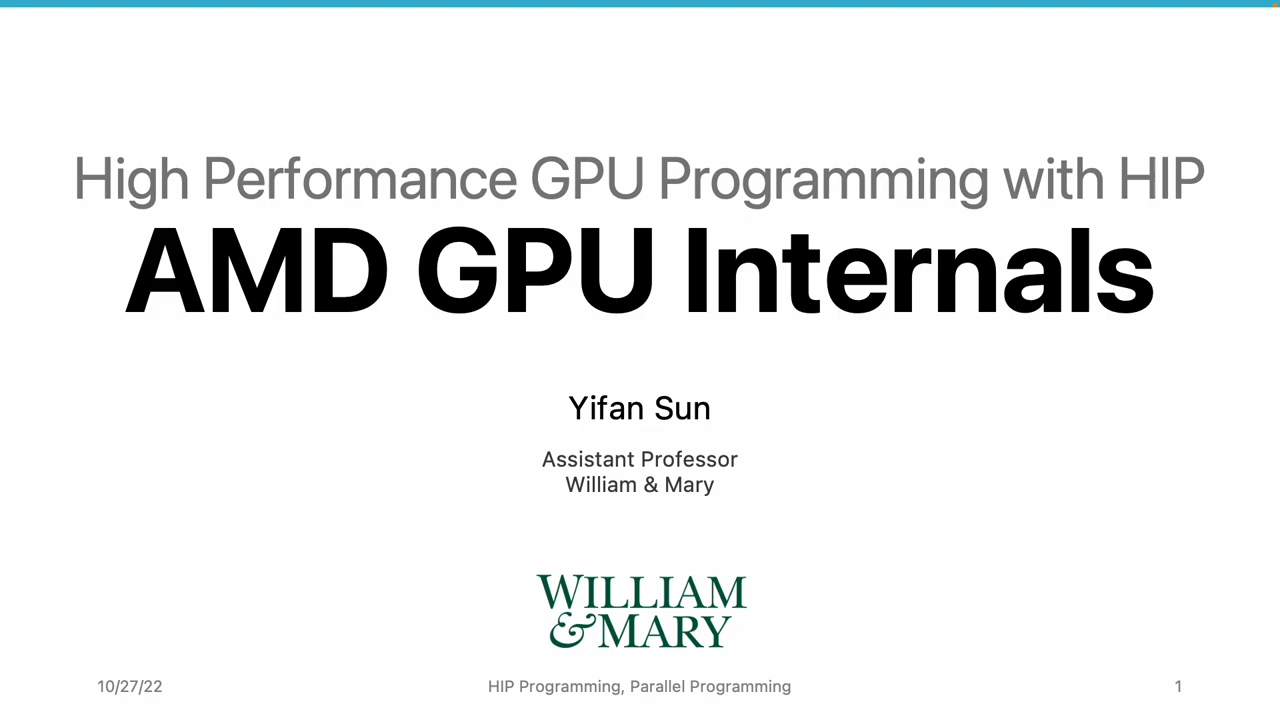 High Performance GPU Programming with HIP
AMD GPU Internals
Yifan Sun
Assistant Professor
William & Mary
WILLIAM
& MARY
10/27/22
HIP Programming, Parallel Programming
1